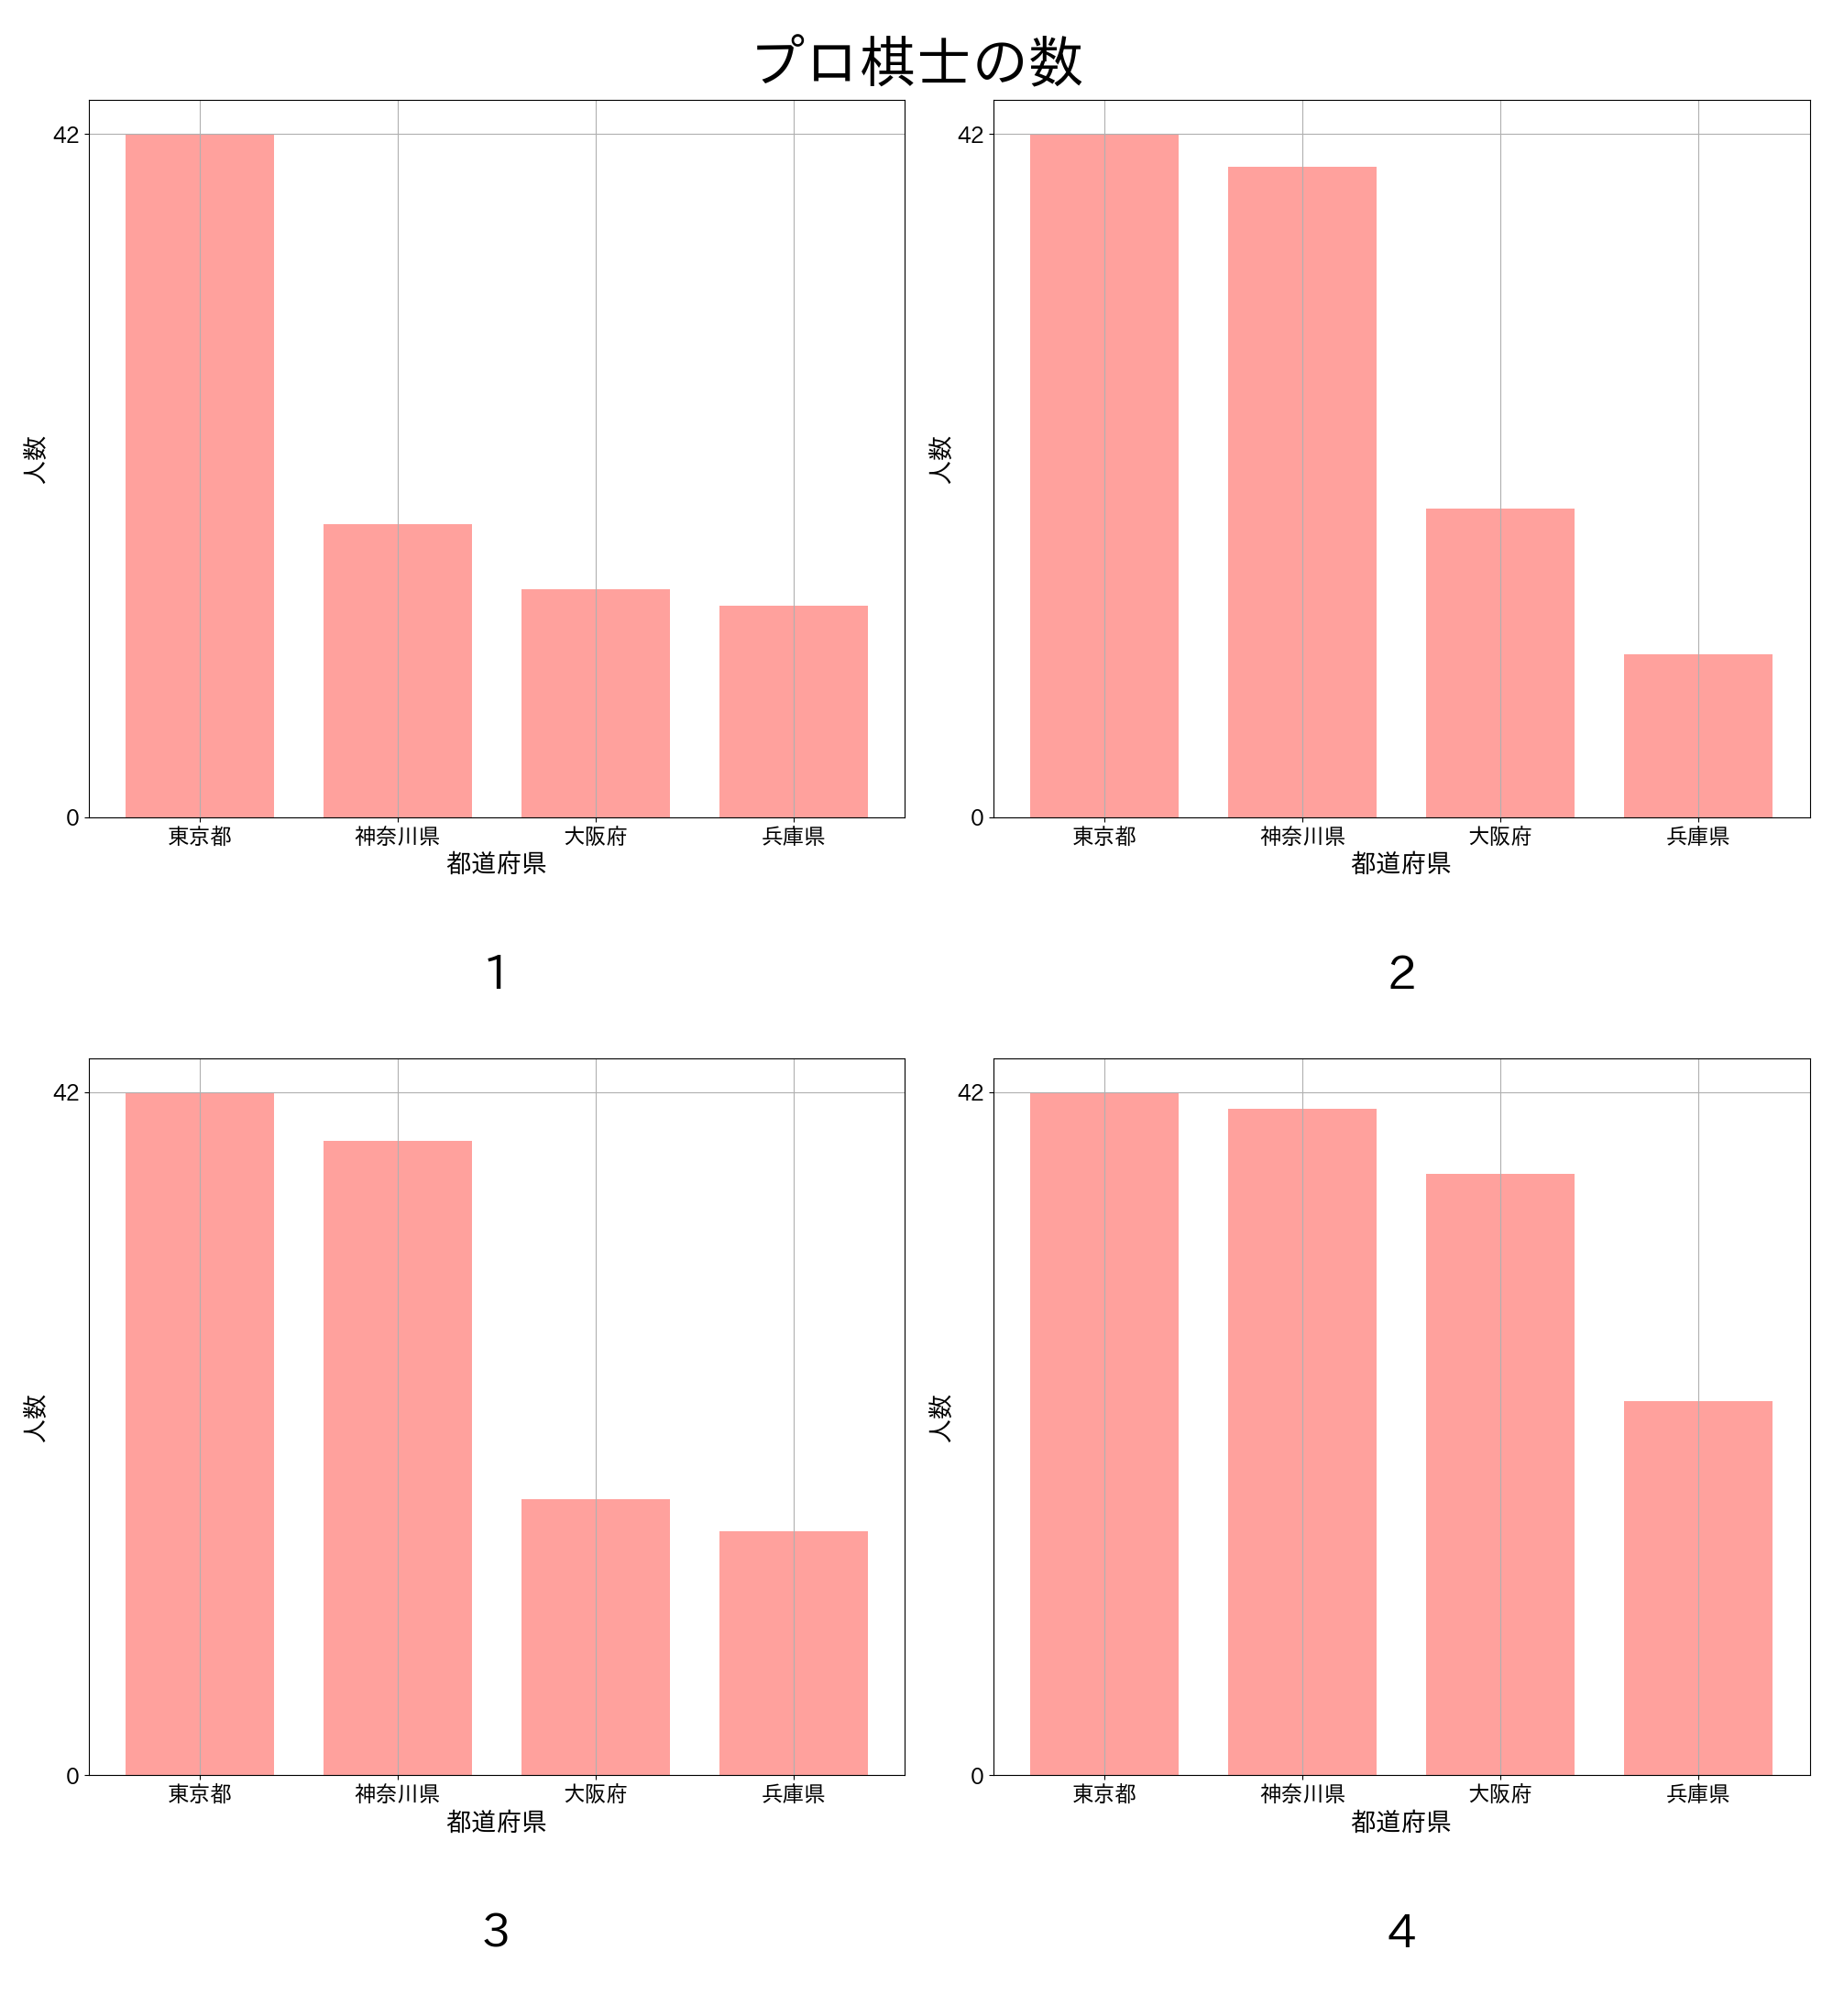 プロ棋士の数
42
0
人数
東京都 神奈川県 大阪府 兵庫県
都道府県
1
42
0
人数
東京都 神奈川県 大阪府 兵庫県
都道府県
2
42
0
人数
東京都 神奈川県 大阪府 兵庫県
都道府県
3
42
0
人数
東京都 神奈川県 大阪府 兵庫県
都道府県
4